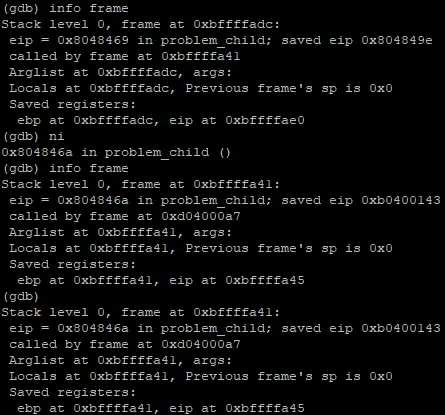 (gdb) info frame
Stack level 0, frame at 0xbffffadc:
 eip = 0x8048469 in problem_child; saved eip 0x804849e
 called by frame at 0xbffffa41
 Arglist at 0xbffffadc, args:
 Locals at 0xbffffadc, Previous frame's sp is 0x0
 Saved registers:
  ebp at 0xbffffadc, eip at 0xbffffae0
(gdb) ni
0x804846a in problem_child ()
(gdb) info frame
Stack level 0, frame at 0xbffffa41:
 eip = 0x804846a in problem_child; saved eip 0xb0400143
 called by frame at 0xd04000a7
 Arglist at 0xbffffa41, args:
 Locals at 0xbffffa41, Previous frame's sp is 0x0
 Saved registers:
  ebp at 0xbffffa41, eip at 0xbffffa45
(gdb)
Stack level 0, frame at 0xbffffa41:
 eip = 0x804846a in problem_child; saved eip 0xb0400143
 called by frame at 0xd04000a7
 Arglist at 0xbffffa41, args:
 Locals at 0xbffffa41, Previous frame's sp is 0x0
 Saved registers:
  ebp at 0xbffffa41, eip at 0xbffffa45